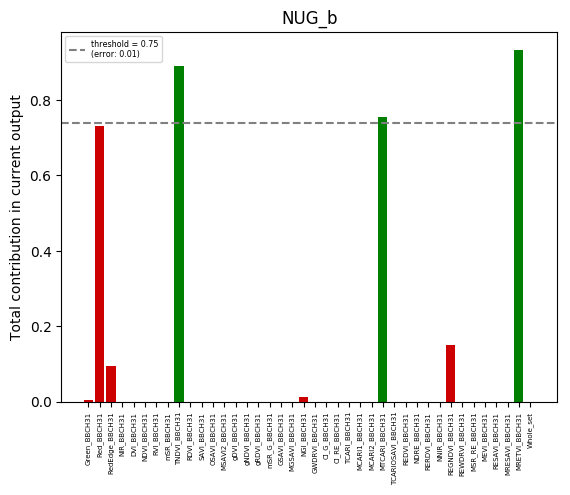 NUG_b
threshold = 0.75
(error: 0.01)
Total contribution in current output
0.8
0.6
0.4
0.2
0.0
Green_BBCH31
Red_BBCH31
RedEdge_BBCH31
NIR_BBCH31
DVI_BBCH31
NDVI_BBCH31
RVI_BBCH31
mSR_BBCH31
TNDVI_BBCH31
RDVI_BBCH31
SAVI_BBCH31
OSAVI_BBCH31
MSAVI2_BBCH31
gDVI_BBCH31
gNDVI_BBCH31
gRDVI_BBCH31
mSR_G_BBCH31
GSAVI_BBCH31
MGSAVI_BBCH31
NGI_BBCH31
GWDRVI_BBCH31
CI_G_BBCH31
CI_RE_BBCH31
TCARI_BBCH31
MCARI1_BBCH31
MCARI2_BBCH31
MTCARI_BBCH31
TCARIOSAVI_BBCH31
REDVI_BBCH31
NDRE_BBCH31
RERDVI_BBCH31
NNIR_BBCH31
REGNDVI_BBCH31
REWDRVI_BBCH31
MSR_RE_BBCH31
MEVI_BBCH31
RESAVI_BBCH31
MRESAVI_BBCH31
MRETVI_BBCH31
Whole_set